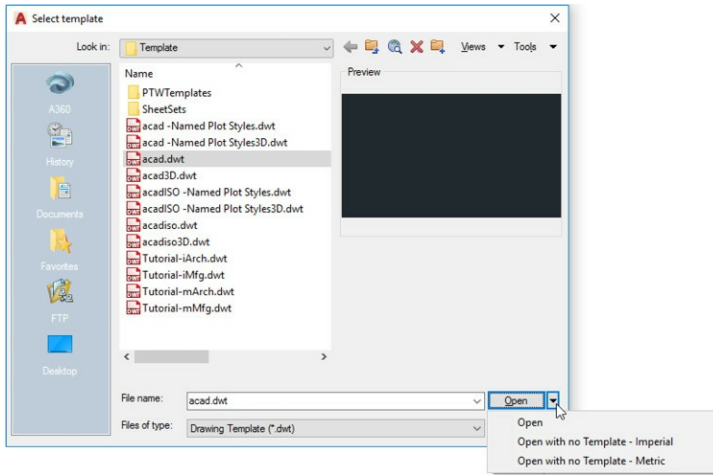 Select template
Look in:
Template
Views
Tools
A360
History
Documents
Favorites
FTP
Desktop
Name
PTWTemplates
SheetSets
acad -Named Plot Styles.dwt
acad -Named Plot Styles3D.dwt
acad.dwt
acad3D.dwt
acadISO -Named Plot Styles.dwt
acadISO -Named Plot Styles3D.dwt
acadiso.dwt
acadiso3D.dwt
Tutorial-iArch.dwt
Tutorial-iMfg.dwt
Tutorial-mArch.dwt
Tutorial-mMfg.dwt
Preview
File name:
acad.dwt
Open
Files of type:
Drawing Template (*.dwt)
Open
Open with no Template - Imperial
Open with no Template - Metric